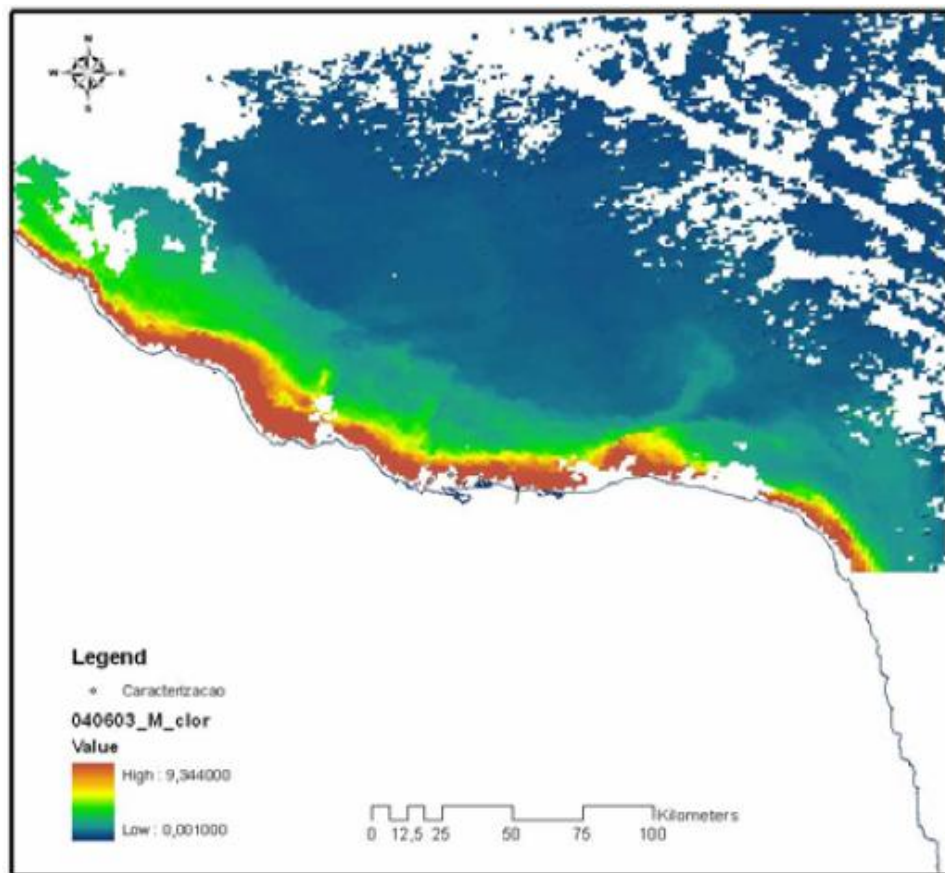 N
W E
S
Legend
Caracterizacao
040603_M_clor
Value
High : 9,344000
Low : 0,001000
Kilometers
0 12,5 25 50 75 100